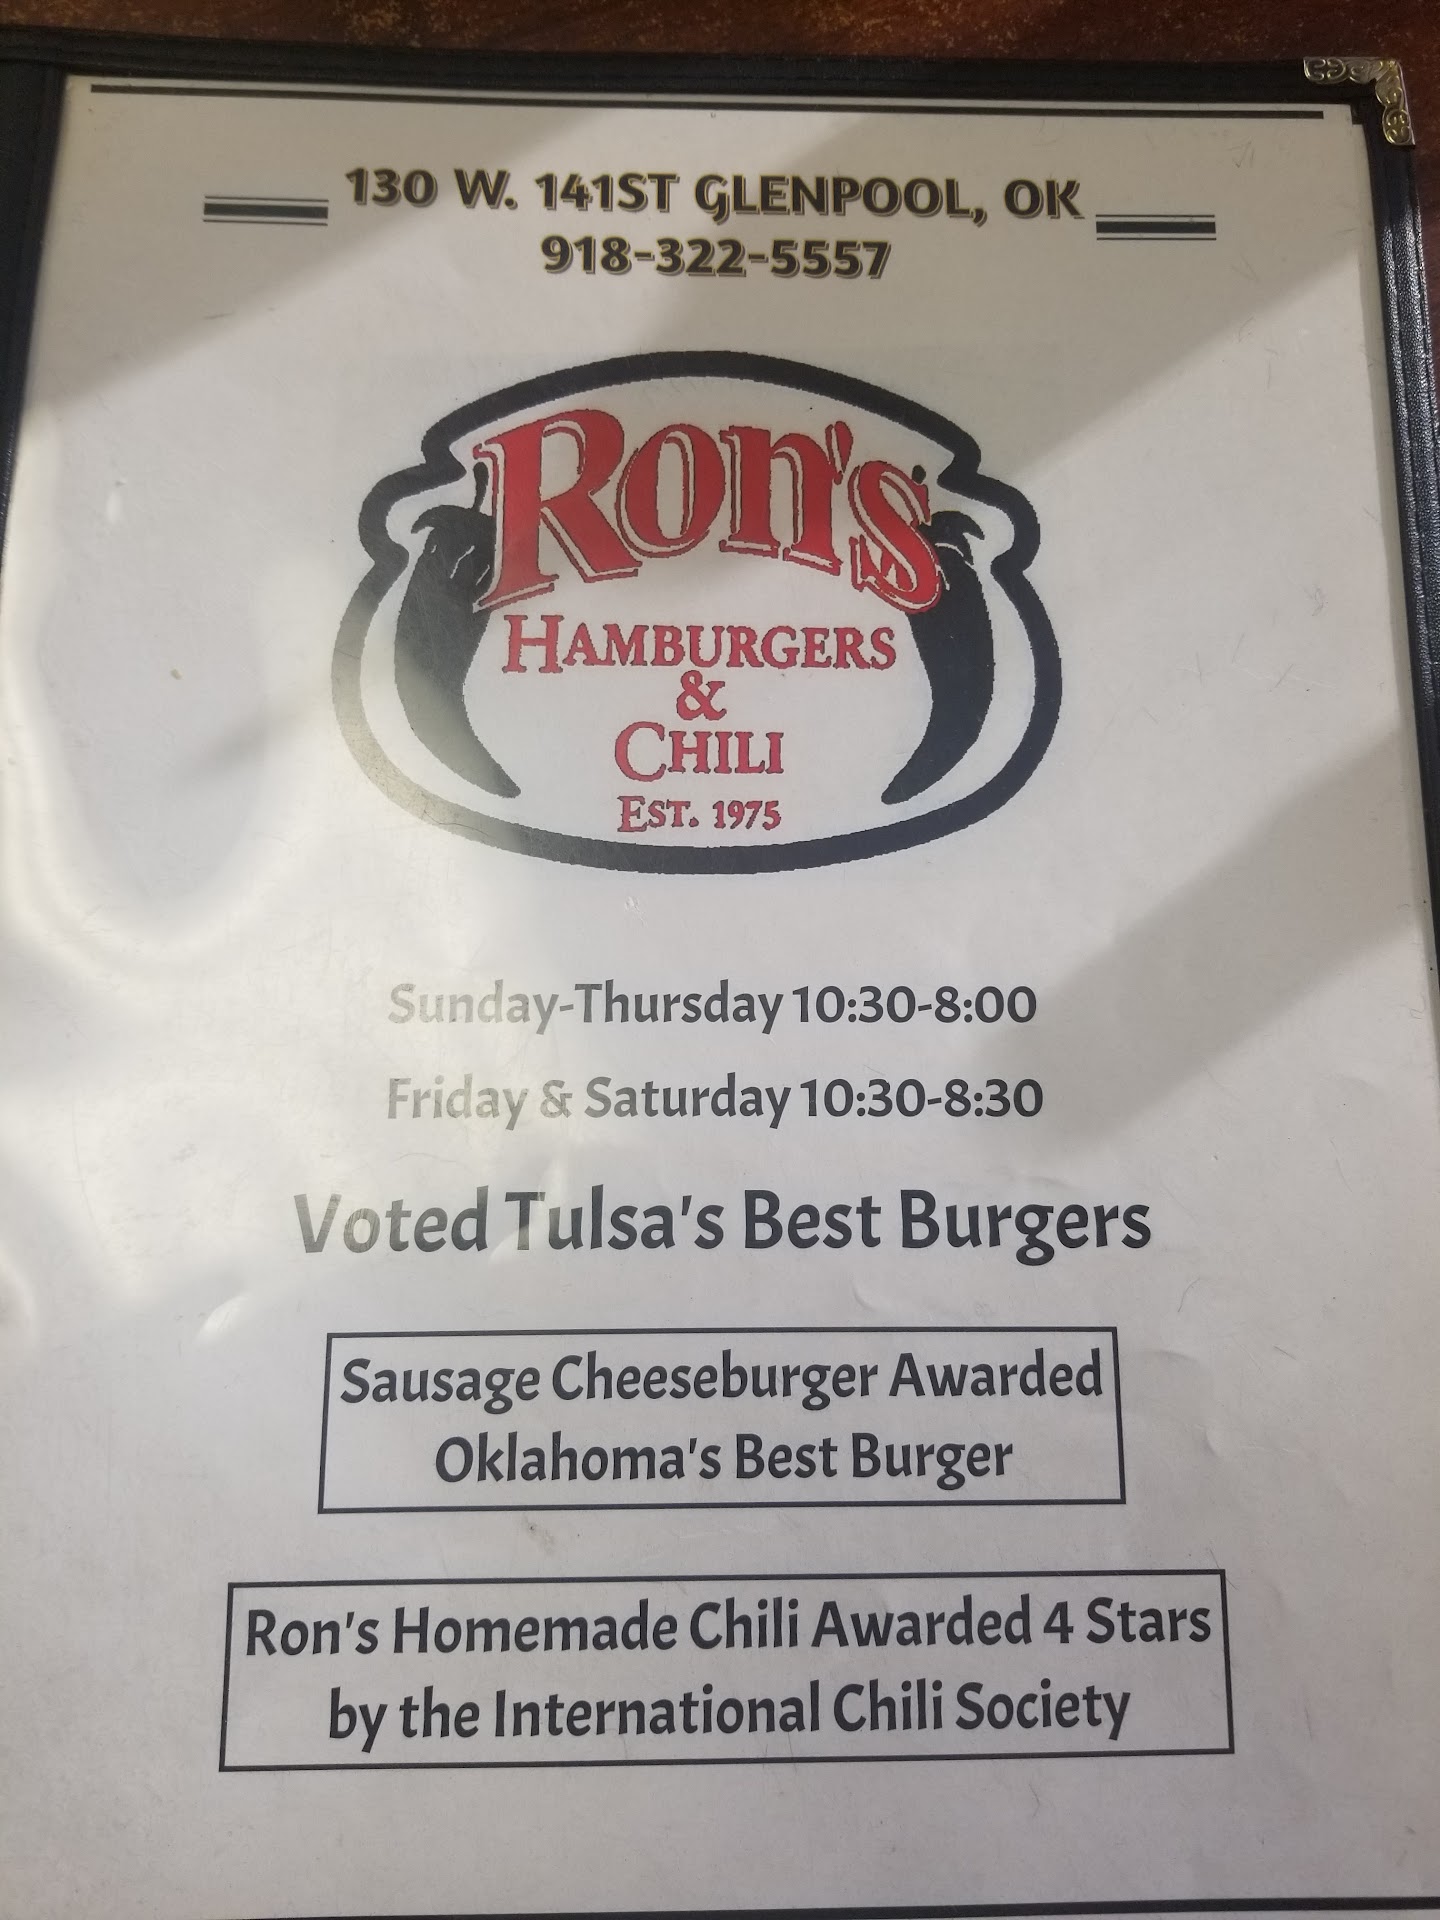 130 W. 141ST GLENPOOL, OK
918-322-5557
Ron's
HAMBURGERS
&
CHILI
EST. 1975
Sunday-Thursday 10:30-8:00
Friday & Saturday 10:30-8:30
Voted Tulsa's Best Burgers
Sausage Cheeseburger Awarded
Oklahoma's Best Burger
Ron's Homemade Chili Awarded 4 Stars
by the International Chili Society